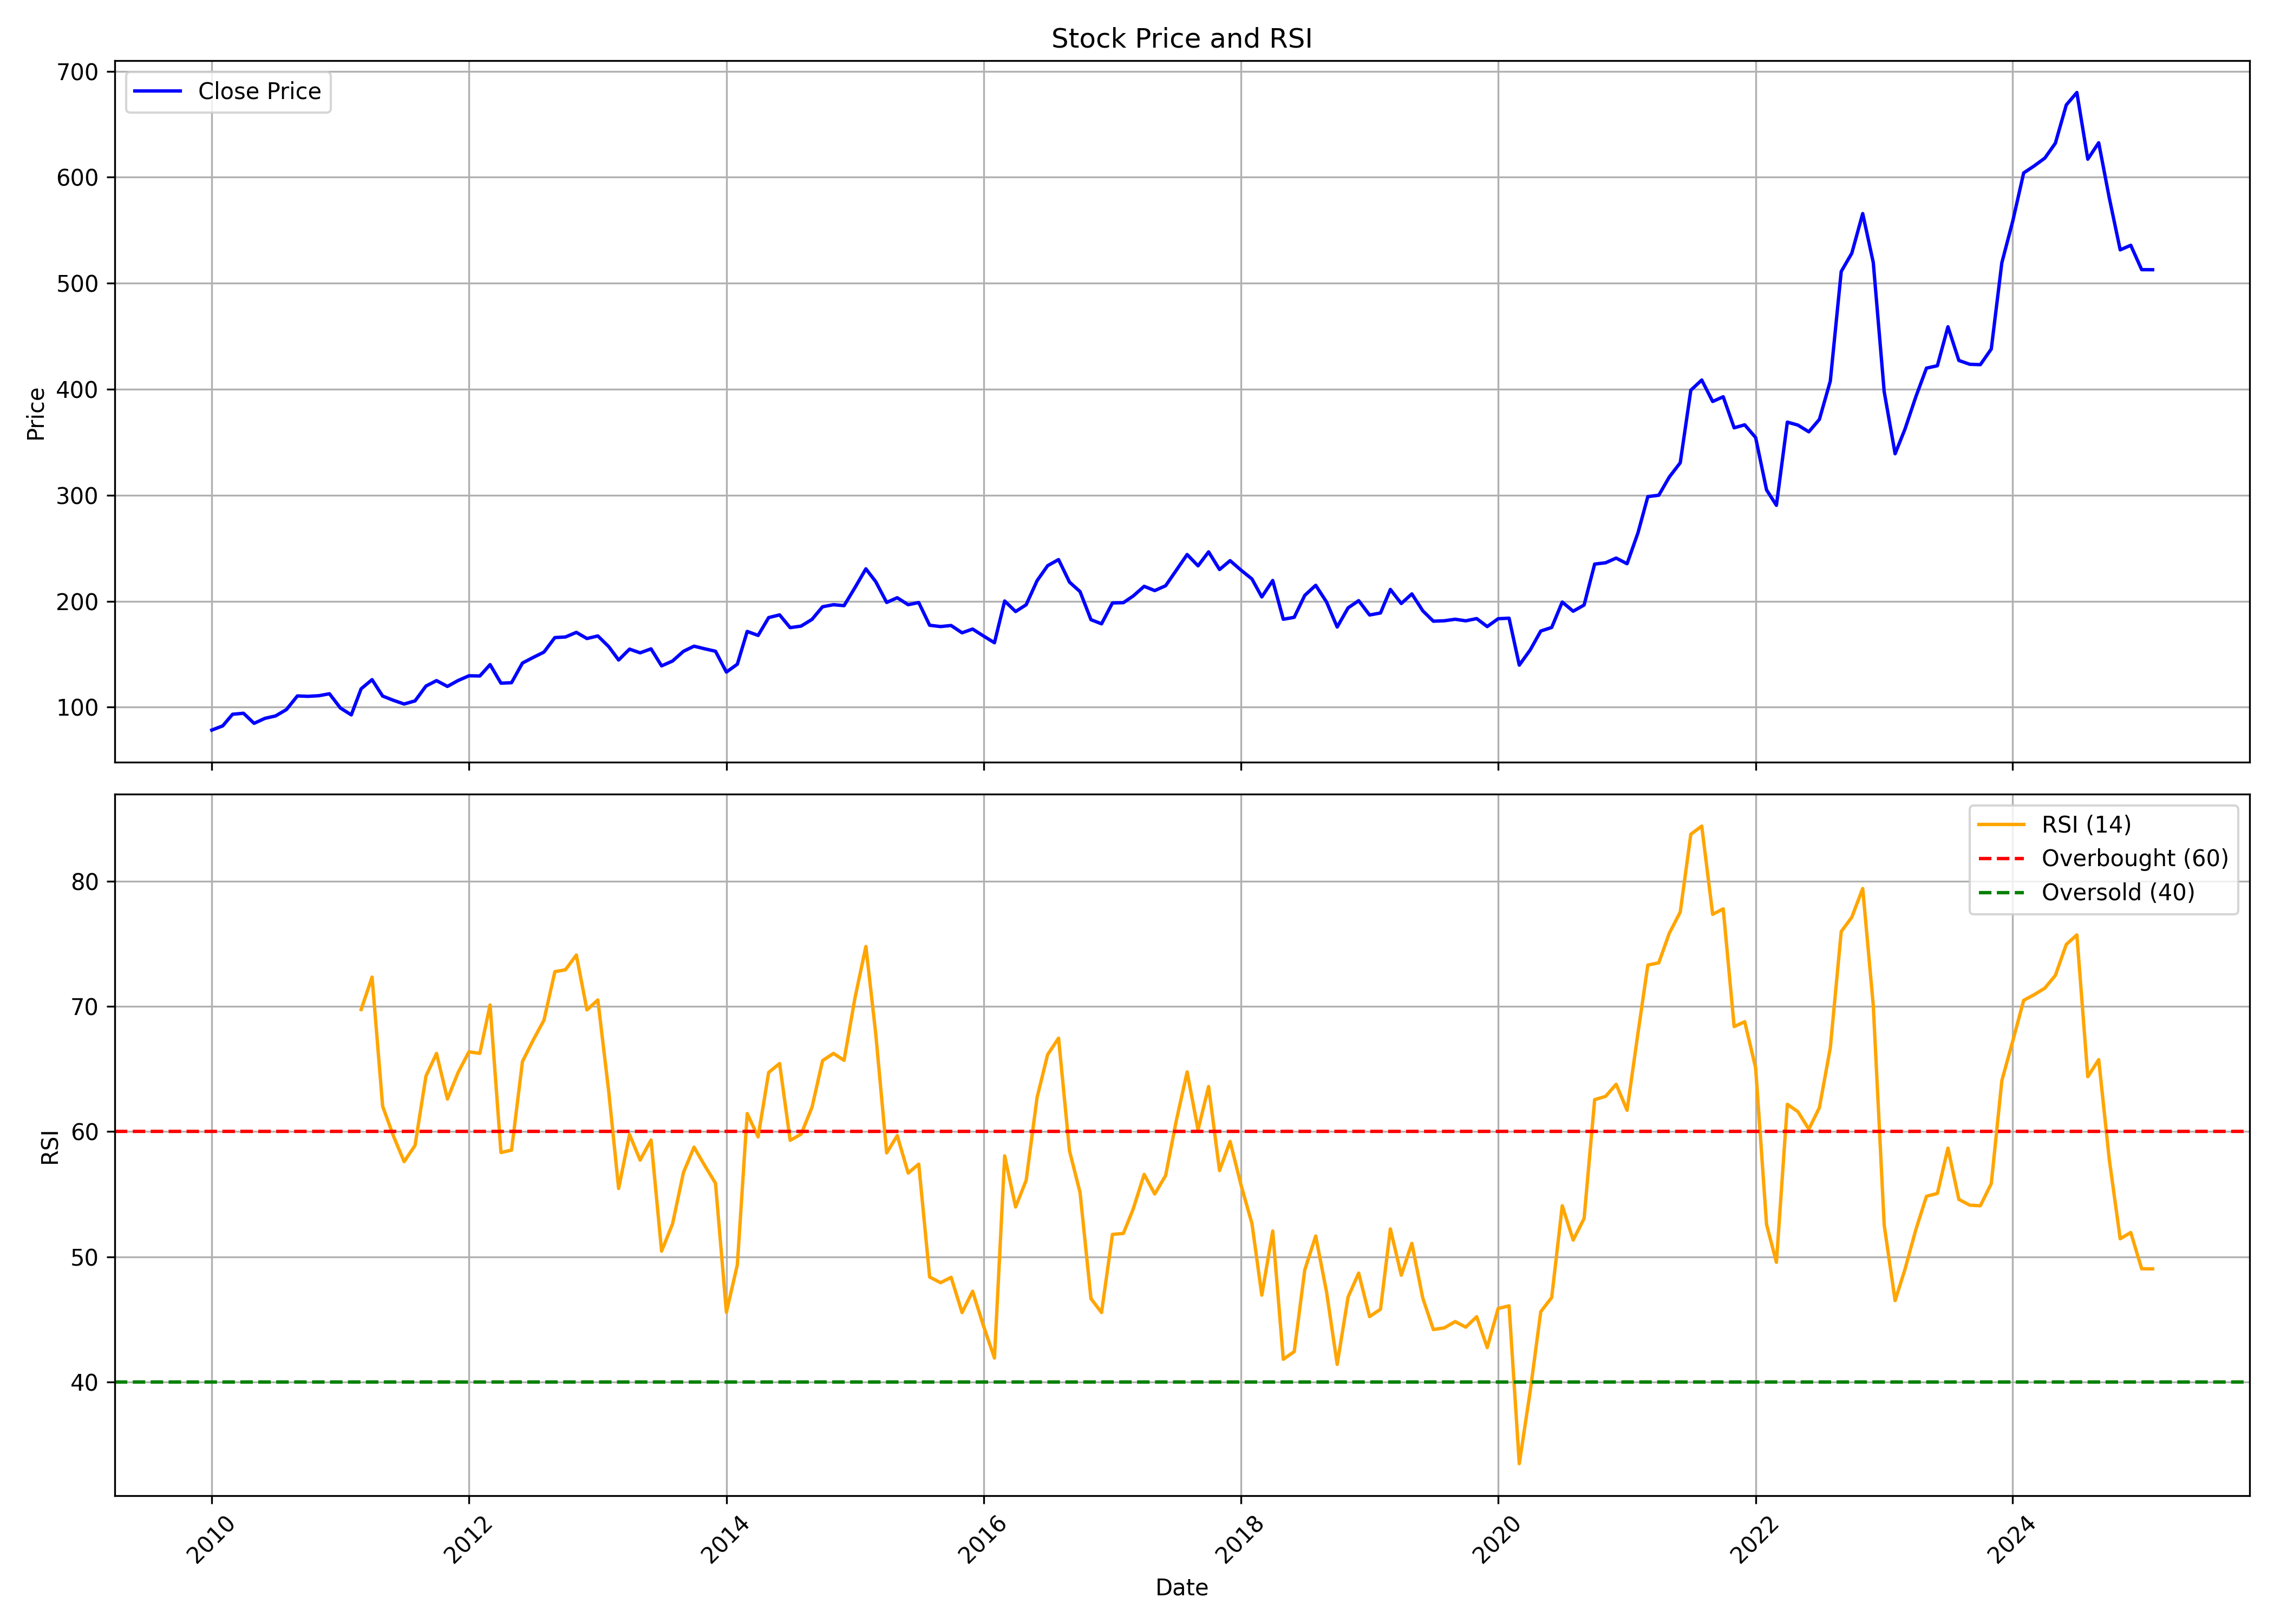 Stock Price and RSI
700
600
500
400
300
200
100
Price
Close Price
80
70
60
50
40
RSI
RSI (14)
Overbought (60)
Oversold (40)
2010
2012
2014
2016
2018
2020
2022
2024
Date